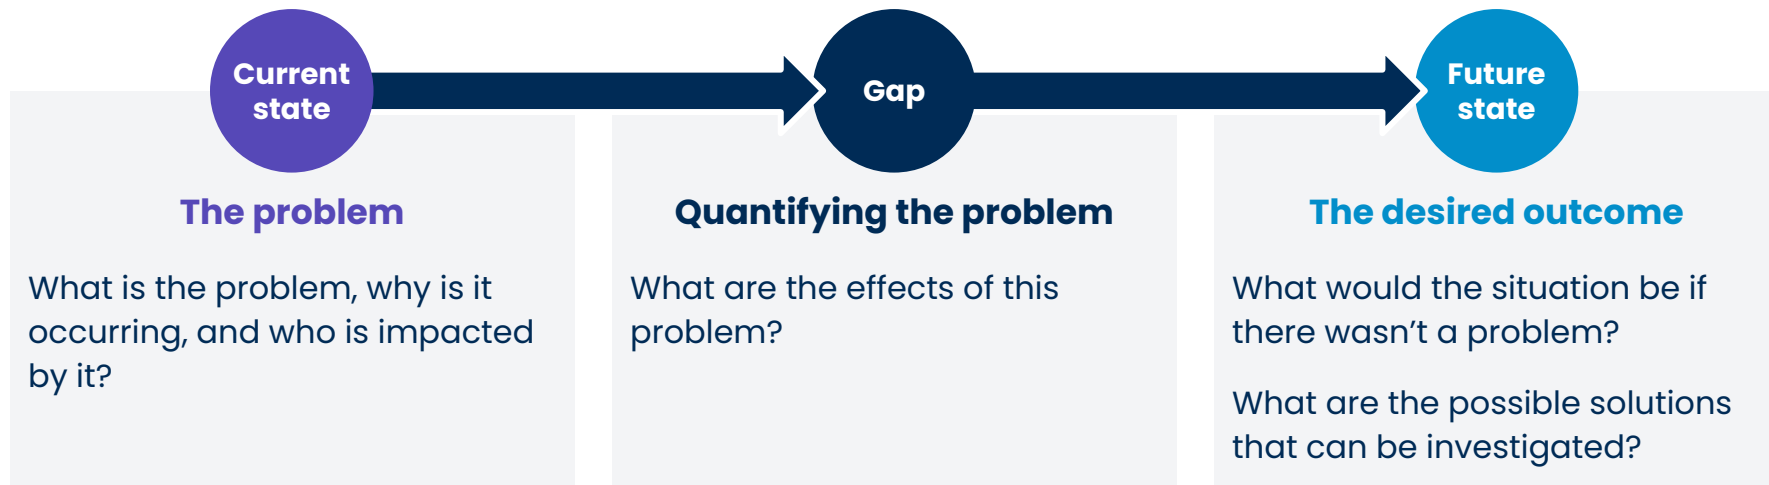 Current
state
Gap
Future
state
The problem
What is the problem, why is it
occurring, and who is impacted
by it?
Quantifying the problem
What are the effects of this
problem?
The desired outcome
What would the situation be if
there wasn’t a problem?
What are the possible solutions
that can be investigated?